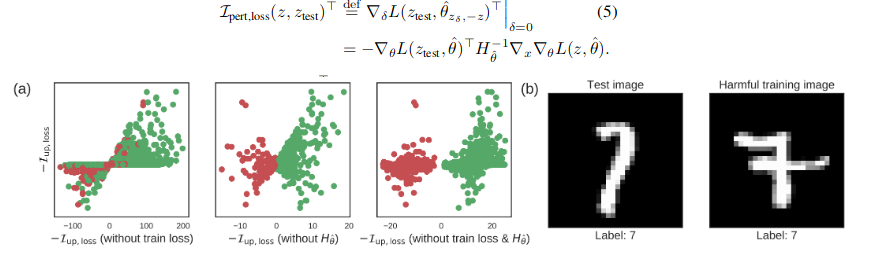 I_pert,loss(z, z_test)^⊤ def= ∇_δ L(z_test, θ̂_{z_δ,−z})^⊤ |_{δ=0} (5)
= −∇_θ L(z_test, θ̂)^⊤ H_θ̂^{−1} ∇_x ∇_θ L(z, θ̂).
(a)
−I_up, loss
−100 0 100 200
−I_up, loss (without train loss)
−10 0 10 20
−I_up, loss (without H_θ̂)
−20 0 20
−I_up, loss (without train loss & H_θ̂)
(b)
Test image
Label: 7
Harmful training image
Label: 7